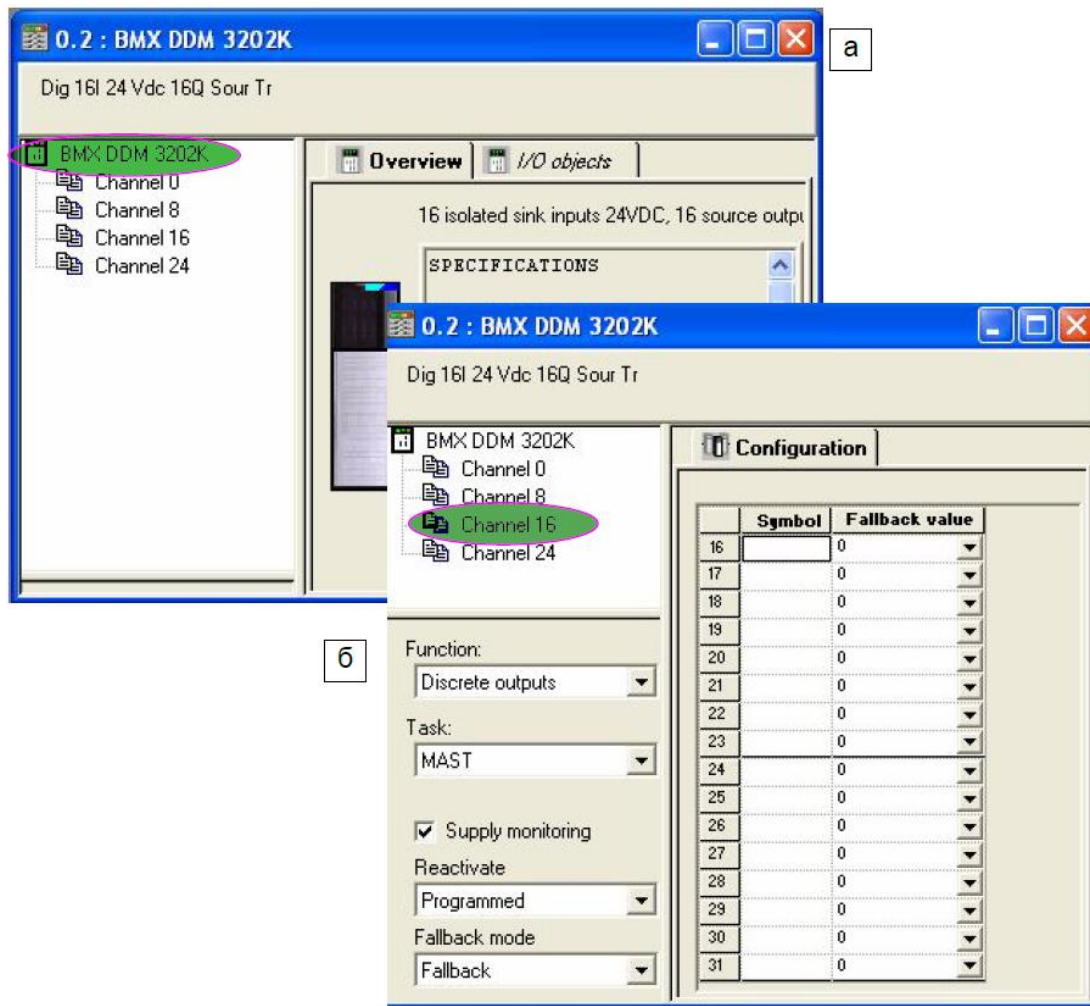 0.2 : BMX DDM 3202K
а
Dig 16I 24 Vdc 16Q Sour Tr
BMX DDM 3202K
Channel 0
Channel 8
Channel 16
Channel 24
Overview
I/O objects
16 isolated sink inputs 24VDC, 16 source outpu
SPECIFICATIONS
0.2 : BMX DDM 3202K
Dig 16I 24 Vdc 16Q Sour Tr
BMX DDM 3202K
Channel 0
Channel 8
Channel 16
Channel 24
б
Function:
Discrete outputs
Task:
MAST
Supply monitoring
Reactivate
Programmed
Fallback mode
Fallback
Configuration
Symbol Fallback value
16 0
17 0
18 0
19 0
20 0
21 0
22 0
23 0
24 0
25 0
26 0
27 0
28 0
29 0
30 0
31 0